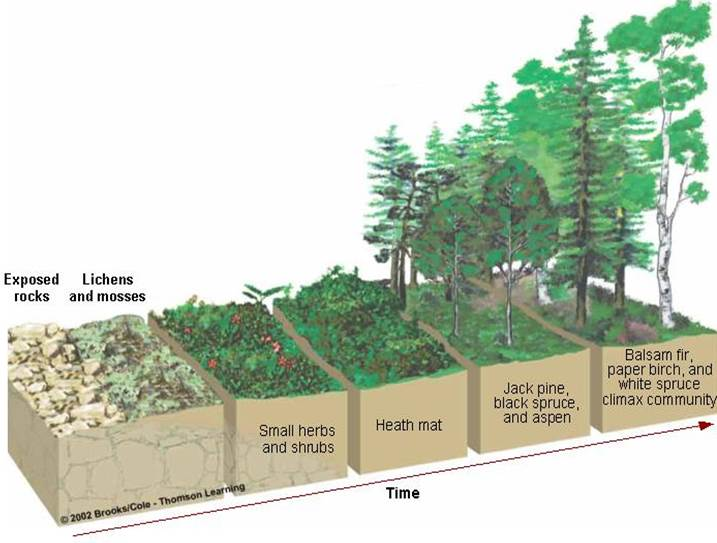 Exposed
rocks
Lichens
and mosses
Small herbs
and shrubs
Heath mat
Jack pine,
black spruce,
and aspen
Balsam fir,
paper birch, and
white spruce
climax community
Time
© 2002 Brooks/Cole - Thomson Learning